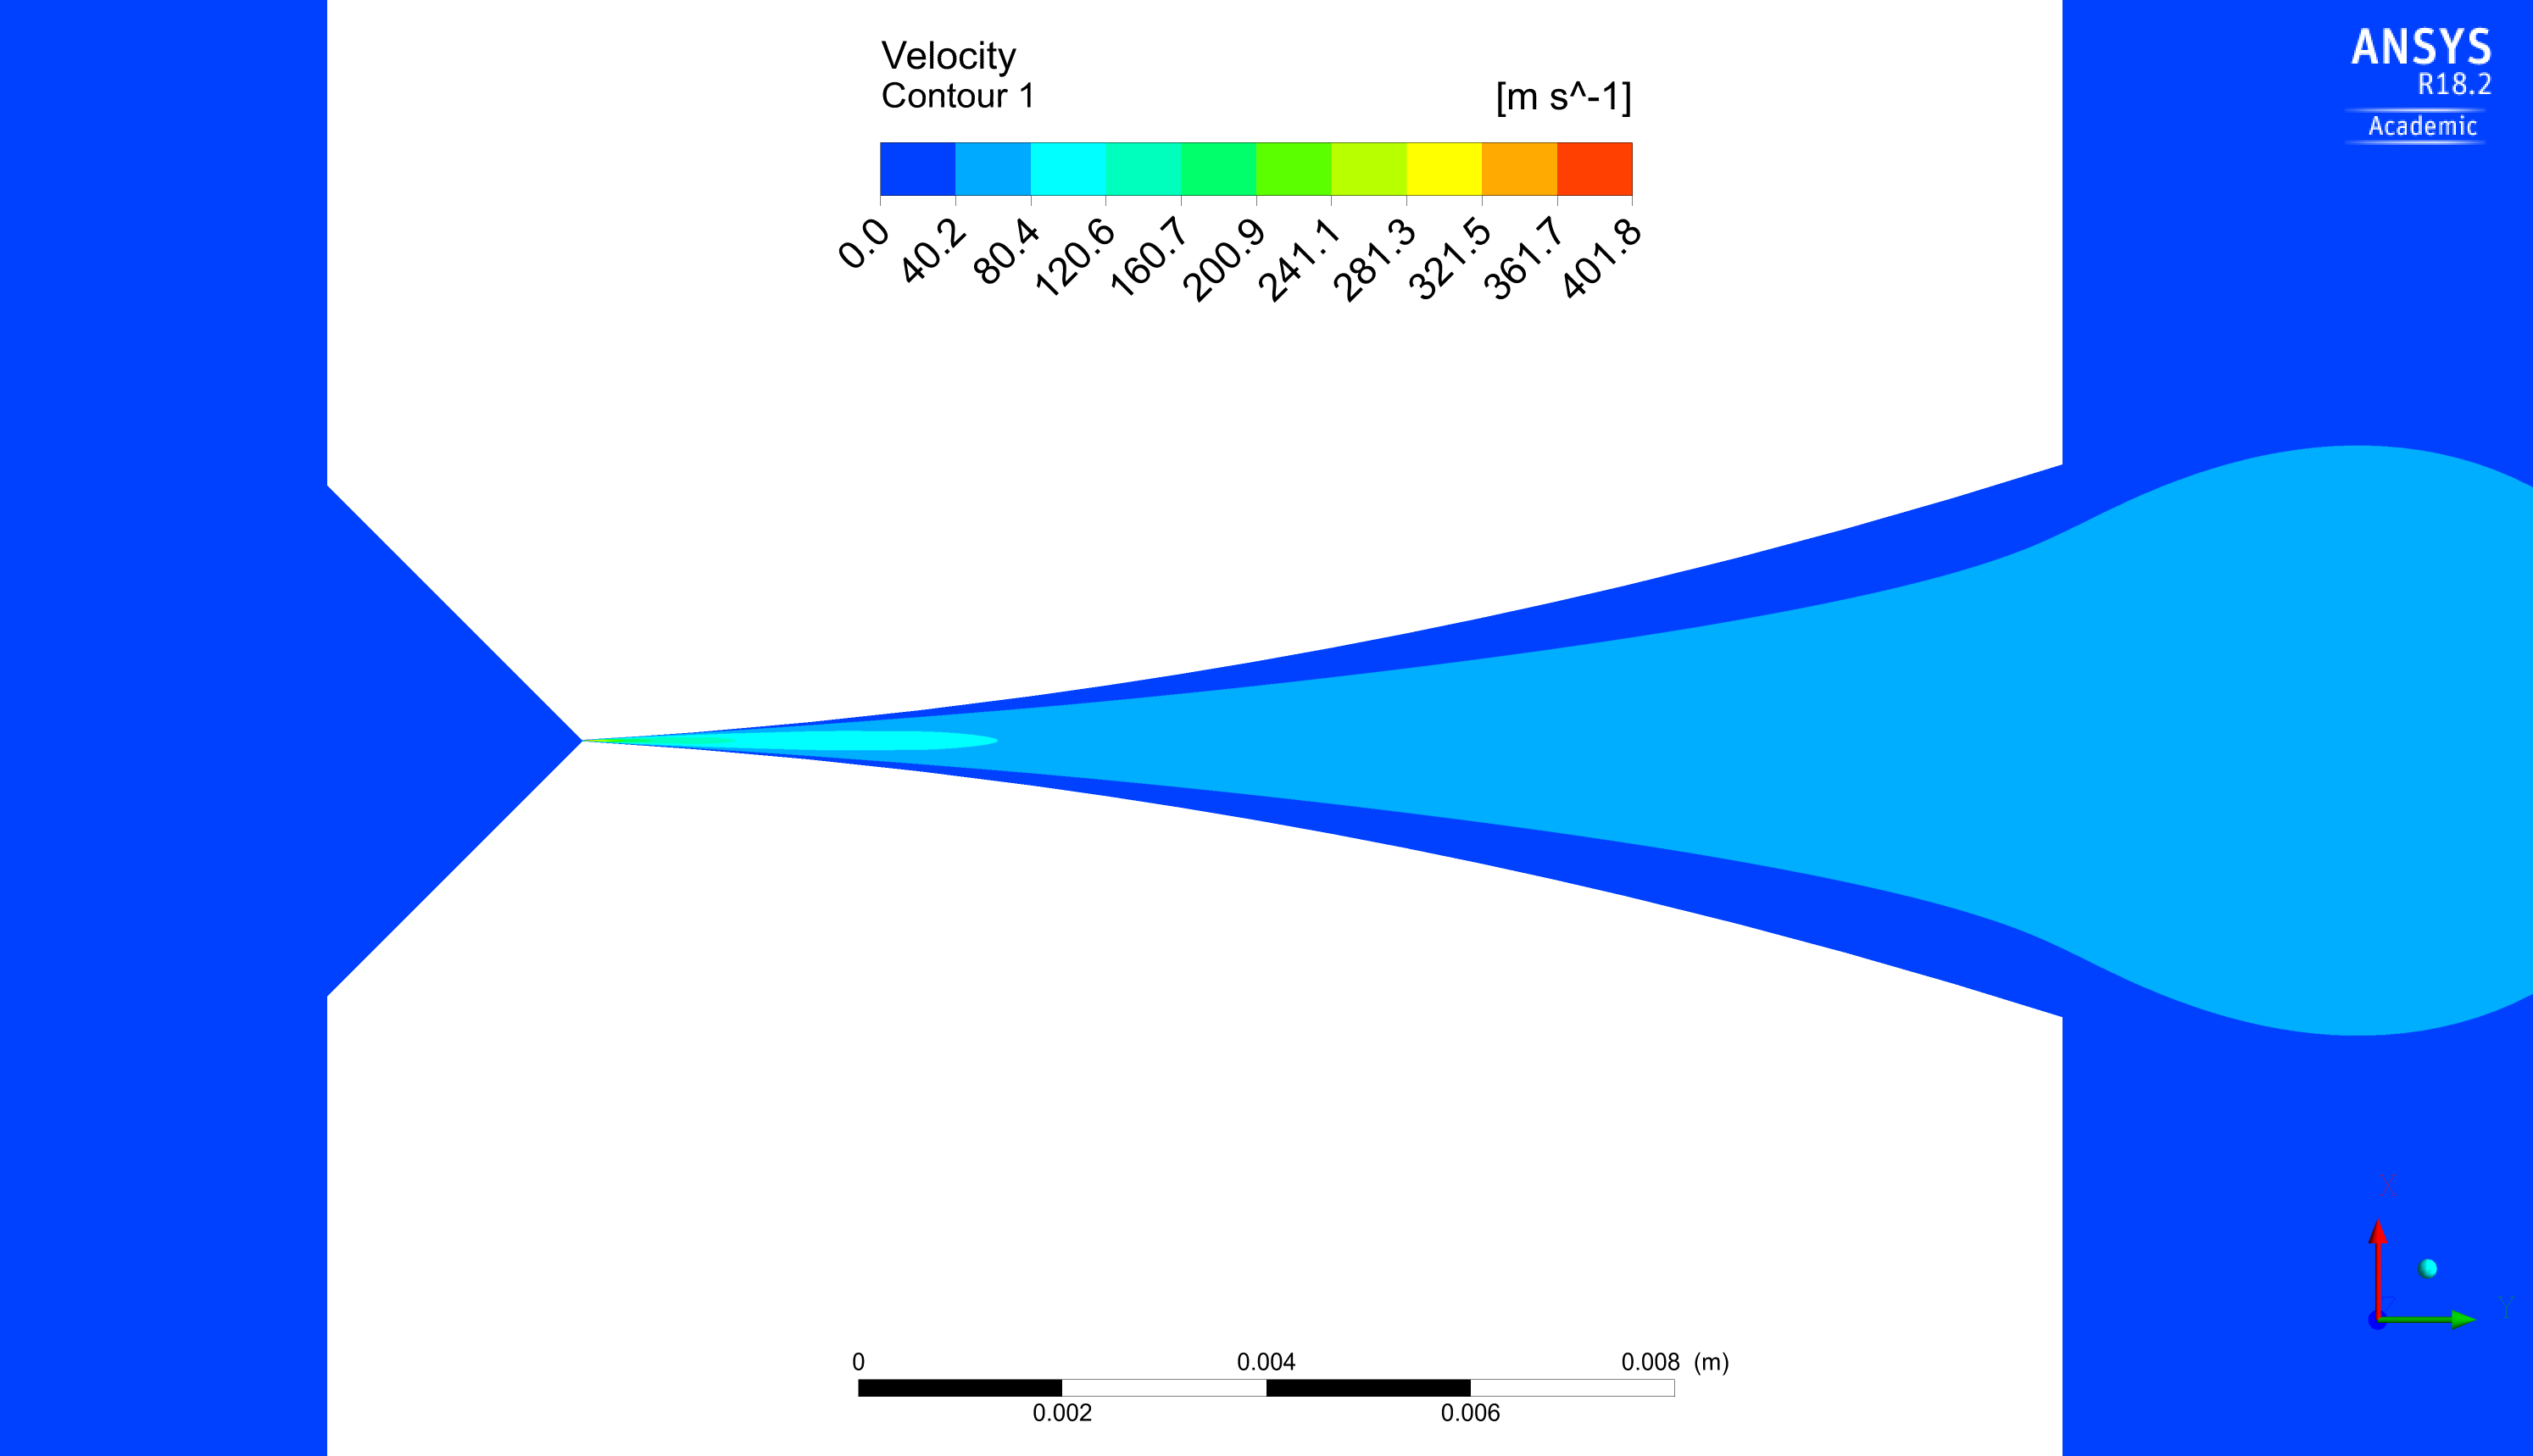 Velocity
Contour 1
[m s^-1]
0.0
40.2
80.4
120.6
160.7
200.9
241.1
281.3
321.5
361.7
401.8
ANSYS
R18.2
Academic
X
Z
Y
0
0.004
0.008 (m)
0.002
0.006